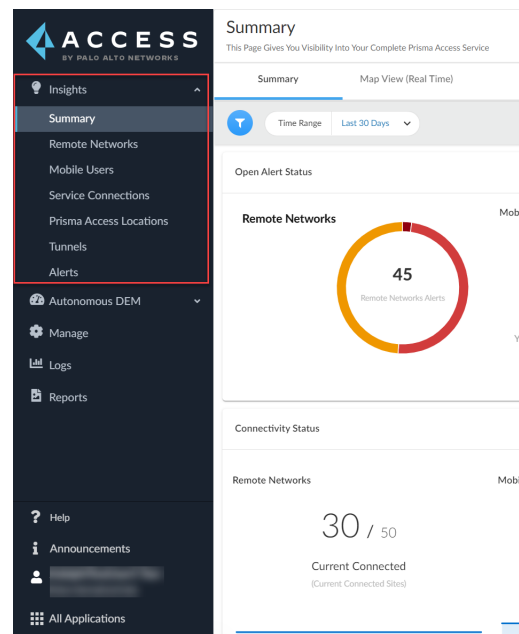 ACCESS
BY PALO ALTO NETWORKS
Insights
Summary
Remote Networks
Mobile Users
Service Connections
Prisma Access Locations
Tunnels
Alerts
Autonomous DEM
Manage
Logs
Reports
Help
Announcements
All Applications
Summary
This Page Gives You Visibility Into Your Complete Prisma Access Service
Summary Map View (Real Time)
Time Range Last 30 Days
Open Alert Status
Remote Networks Mob
45
Remote Networks Alerts
Y
Connectivity Status
Remote Networks Mobi
30 / 50
Current Connected
(Current Connected Sites)